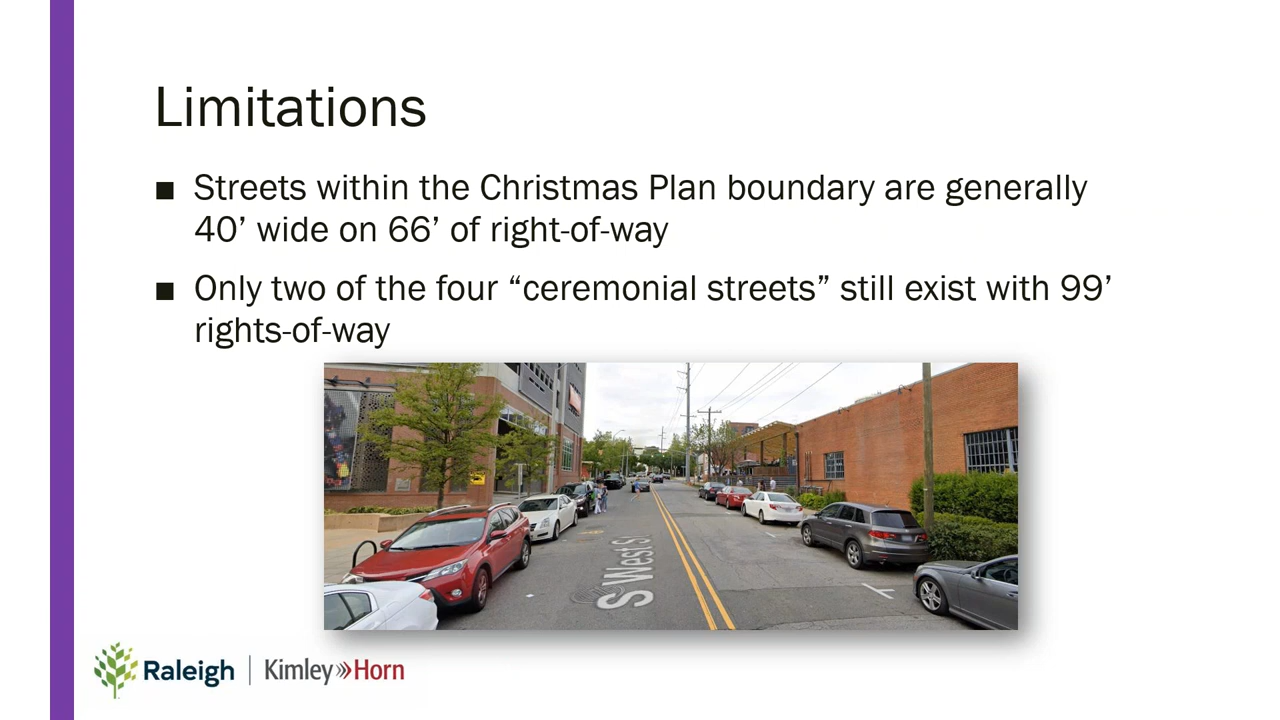 Limitations
■ Streets within the Christmas Plan boundary are generally
40’ wide on 66’ of right-of-way
■ Only two of the four “ceremonial streets” still exist with 99’
rights-of-way
S West St
Raleigh | Kimley»Horn